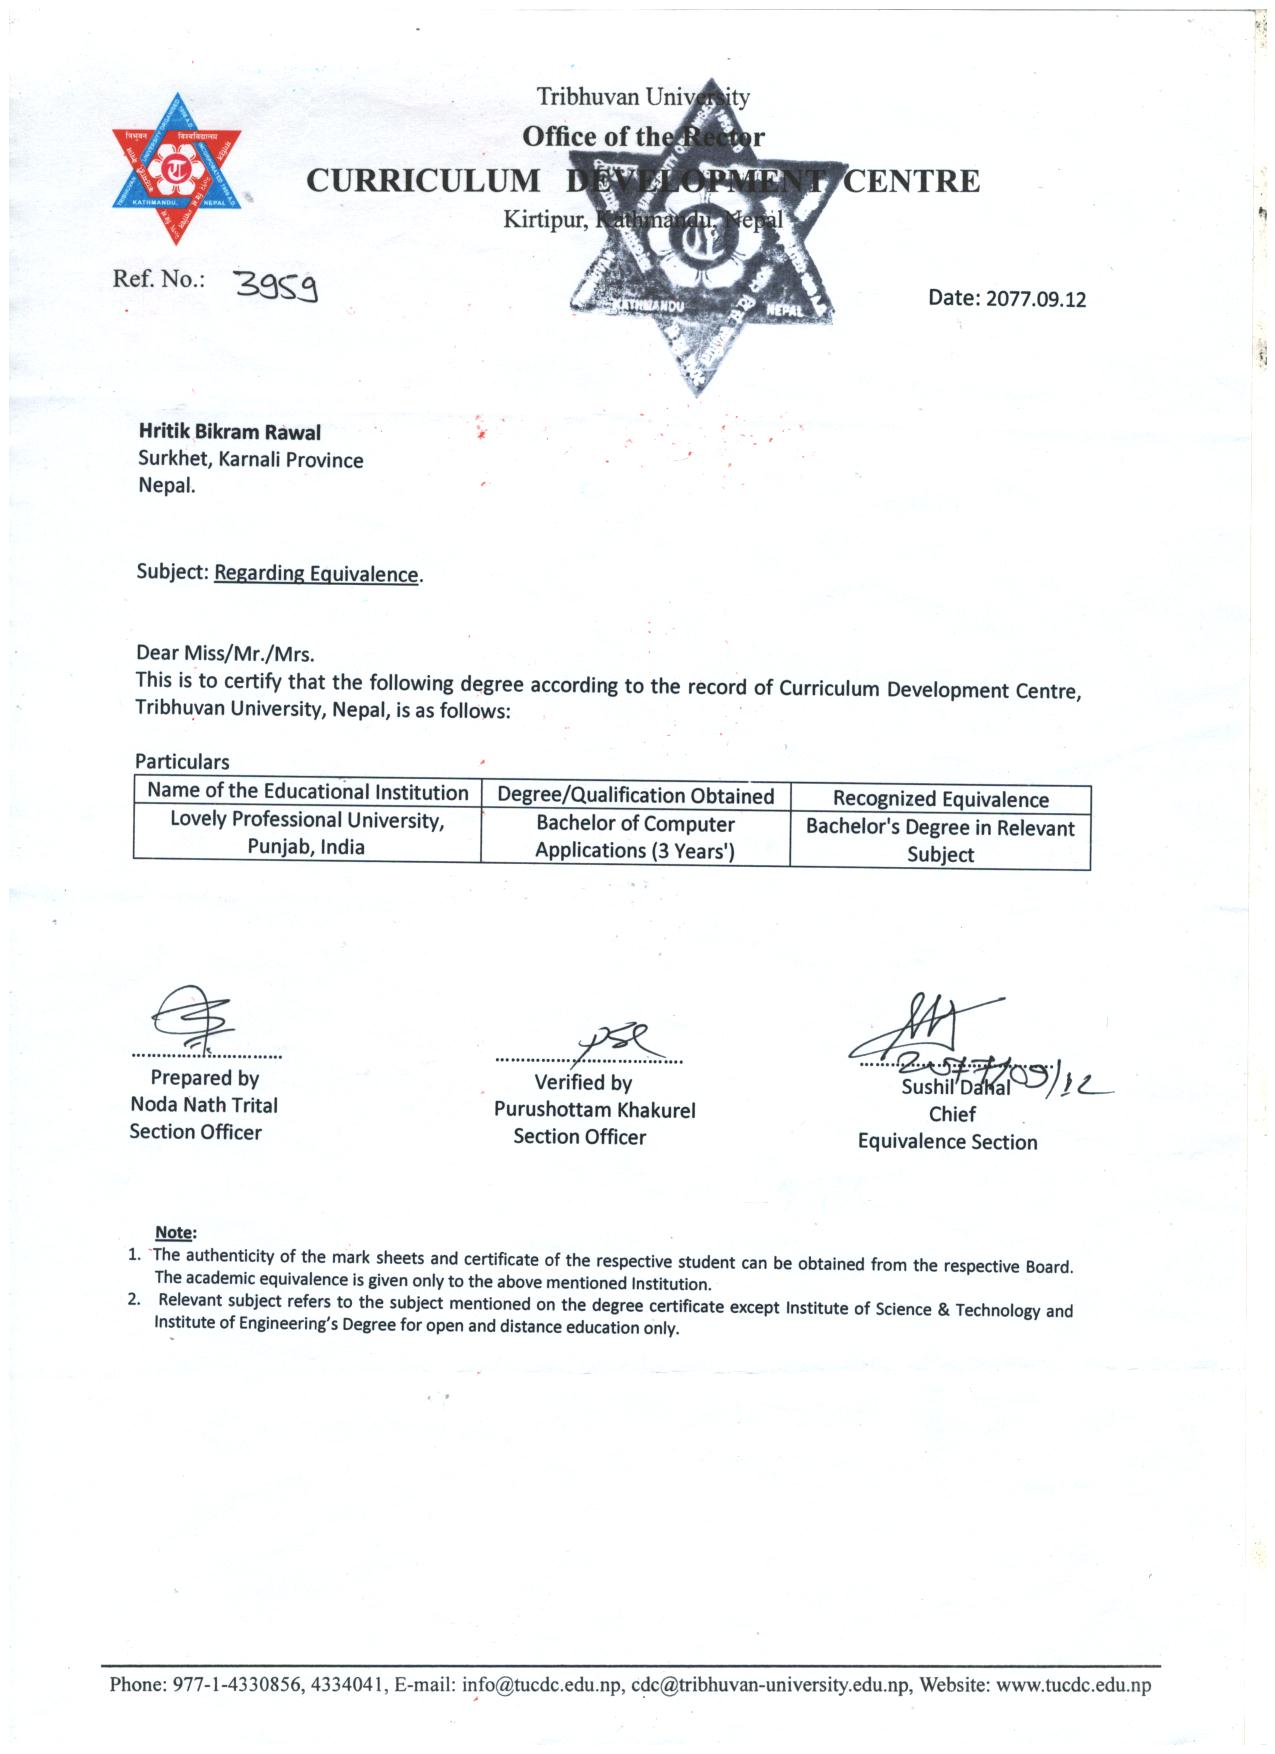 Tribhuvan University
Office of the Rector
CURRICULUM DEVELOPMENT CENTRE
Kirtipur, Kathmandu, Nepal
त्रिभुवन विश्वविद्यालय
KATHMANDU, NEPAL
KATHMANDU NEPAL
Ref. No.: 3959
Date: 2077.09.12
Hritik Bikram Rawal
Surkhet, Karnali Province
Nepal.
Subject: Regarding Equivalence.
Dear Miss/Mr./Mrs.
This is to certify that the following degree according to the record of Curriculum Development Centre,
Tribhuvan University, Nepal, is as follows:
Particulars
Name of the Educational Institution Degree/Qualification Obtained Recognized Equivalence
Lovely Professional University, Bachelor of Computer Bachelor's Degree in Relevant
Punjab, India Applications (3 Years') Subject
2077/09/12
Prepared by Verified by Sushil Dahal
Noda Nath Trital Purushottam Khakurel Chief
Section Officer Section Officer Equivalence Section
Note:
1. The authenticity of the mark sheets and certificate of the respective student can be obtained from the respective Board.
The academic equivalence is given only to the above mentioned Institution.
2. Relevant subject refers to the subject mentioned on the degree certificate except Institute of Science & Technology and
Institute of Engineering's Degree for open and distance education only.
Phone: 977-1-4330856, 4334041, E-mail: info@tucdc.edu.np, cdc@tribhuvan-university.edu.np, Website: www.tucdc.edu.np